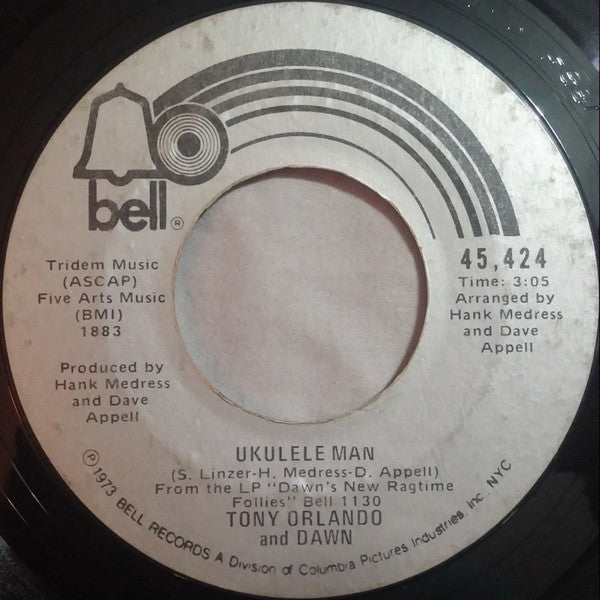 bell®
Tridem Music
(ASCAP)
Five Arts Music
(BMI)
1883
Produced by
Hank Medress
and Dave
Appell
45,424
Time: 3:05
Arranged by
Hank Medress
and Dave
Appell
UKULELE MAN
(S. Linzer-H. Medress-D. Appell)
From the LP "Dawn's New Ragtime
Follies" Bell 1130
TONY ORLANDO
and DAWN
℗1973 BELL RECORDS A Division of Columbia Pictures Industries, Inc. NYC